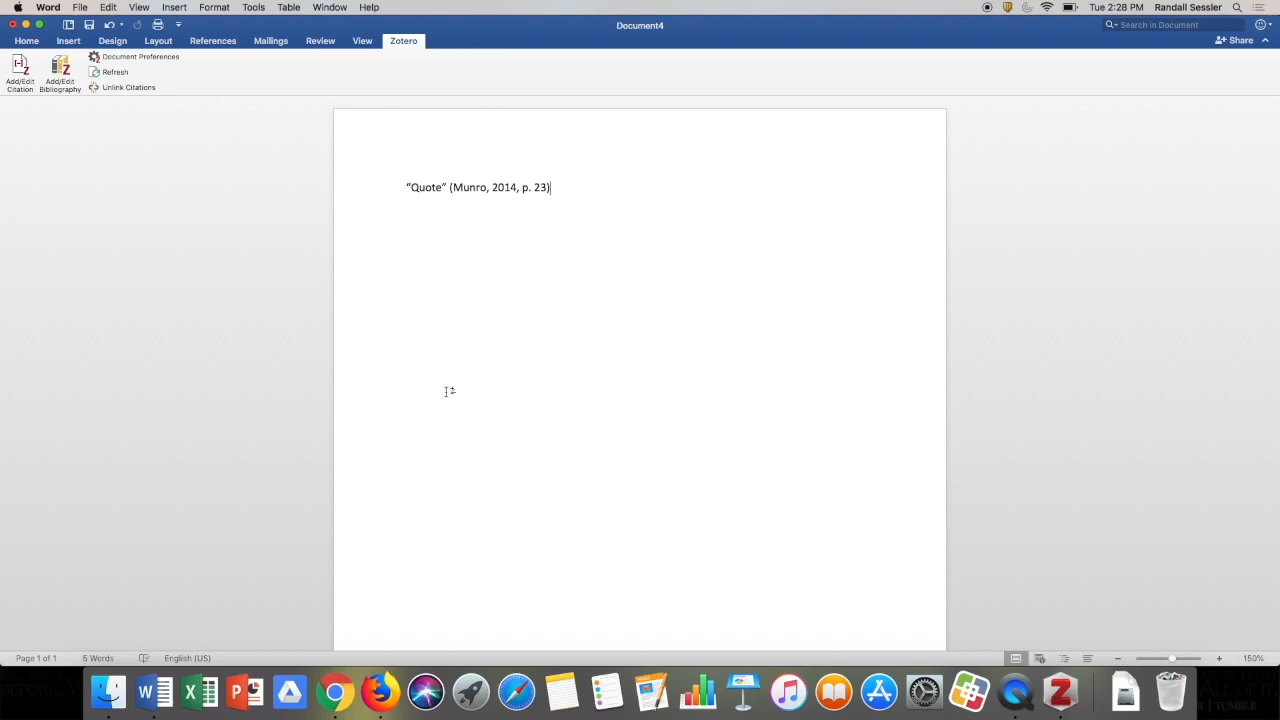 Word File Edit View Insert Format Tools Table Window Help Tue 2:28 PM Randall Sessler
Document4
Search in Document
Home Insert Design Layout References Mailings Review View Zotero
Share
Add/Edit Citation
Add/Edit Bibliography
Document Preferences
Refresh
Unlink Citations
“Quote” (Munro, 2014, p. 23)
Page 1 of 1 5 Words English (US) 150%